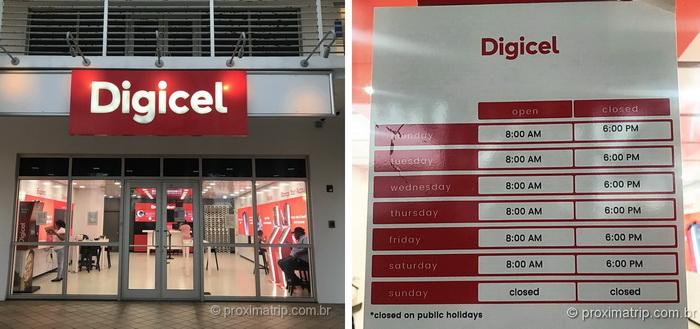 Digicel
Digicel
© proximatrip.com.br
Digicel
open closed
monday 8:00 AM 6:00 PM
tuesday 8:00 AM 6:00 PM
wednesday 8:00 AM 6:00 PM
thursday 8:00 AM 6:00 PM
friday 8:00 AM 6:00 PM
saturday 8:00 AM 6:00 PM
sunday closed closed
*closed on public holidays
© proximatrip.com.br